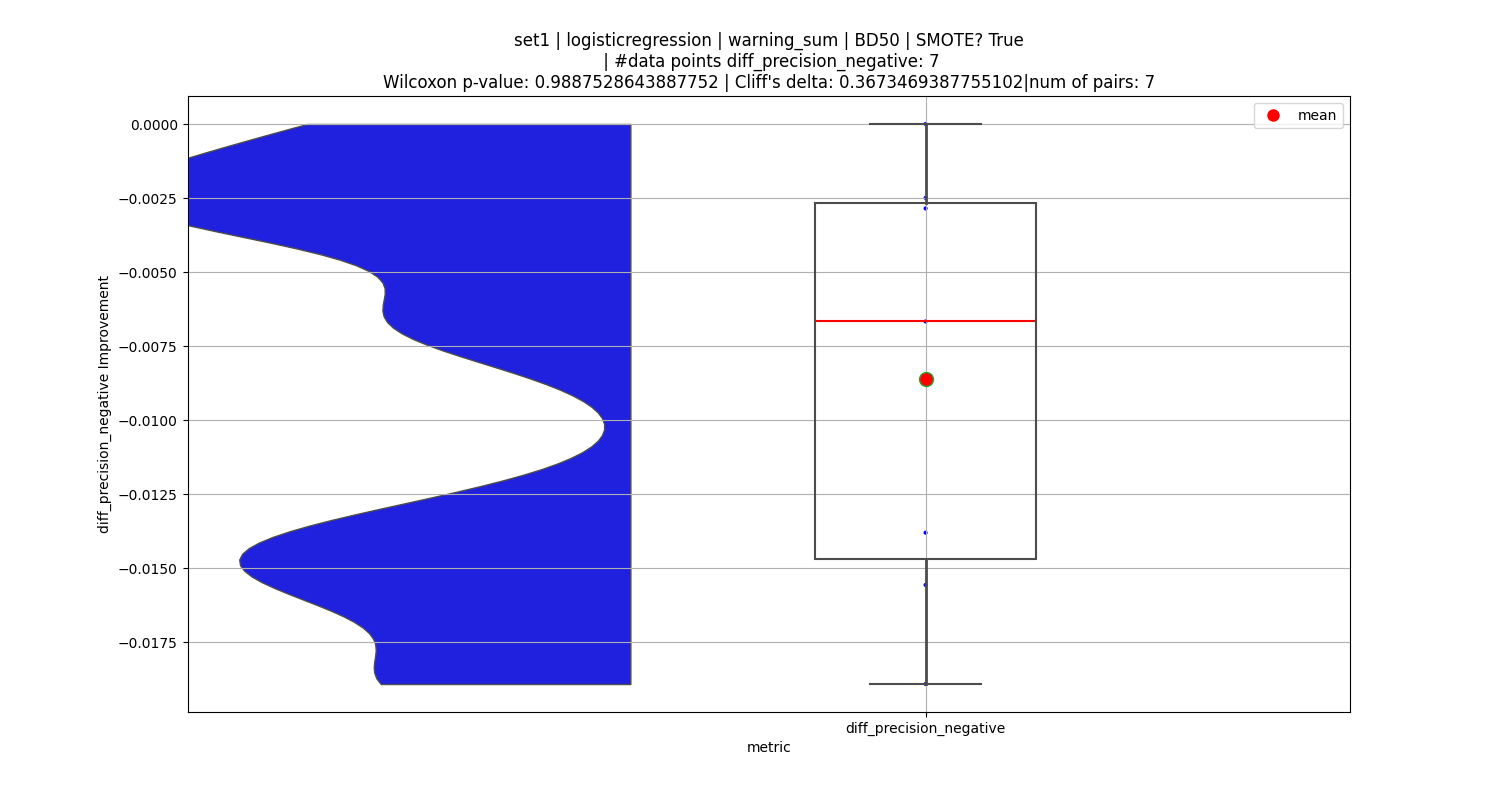 set1 | logisticregression | warning_sum | BD50 | SMOTE? True
| #data points diff_precision_negative: 7
Wilcoxon p-value: 0.9887528643887752 | Cliff's delta: 0.3673469387755102|num of pairs: 7
mean
0.0000
−0.0025
−0.0050
−0.0075
−0.0100
−0.0125
−0.0150
−0.0175
diff_precision_negative Improvement
diff_precision_negative
metric